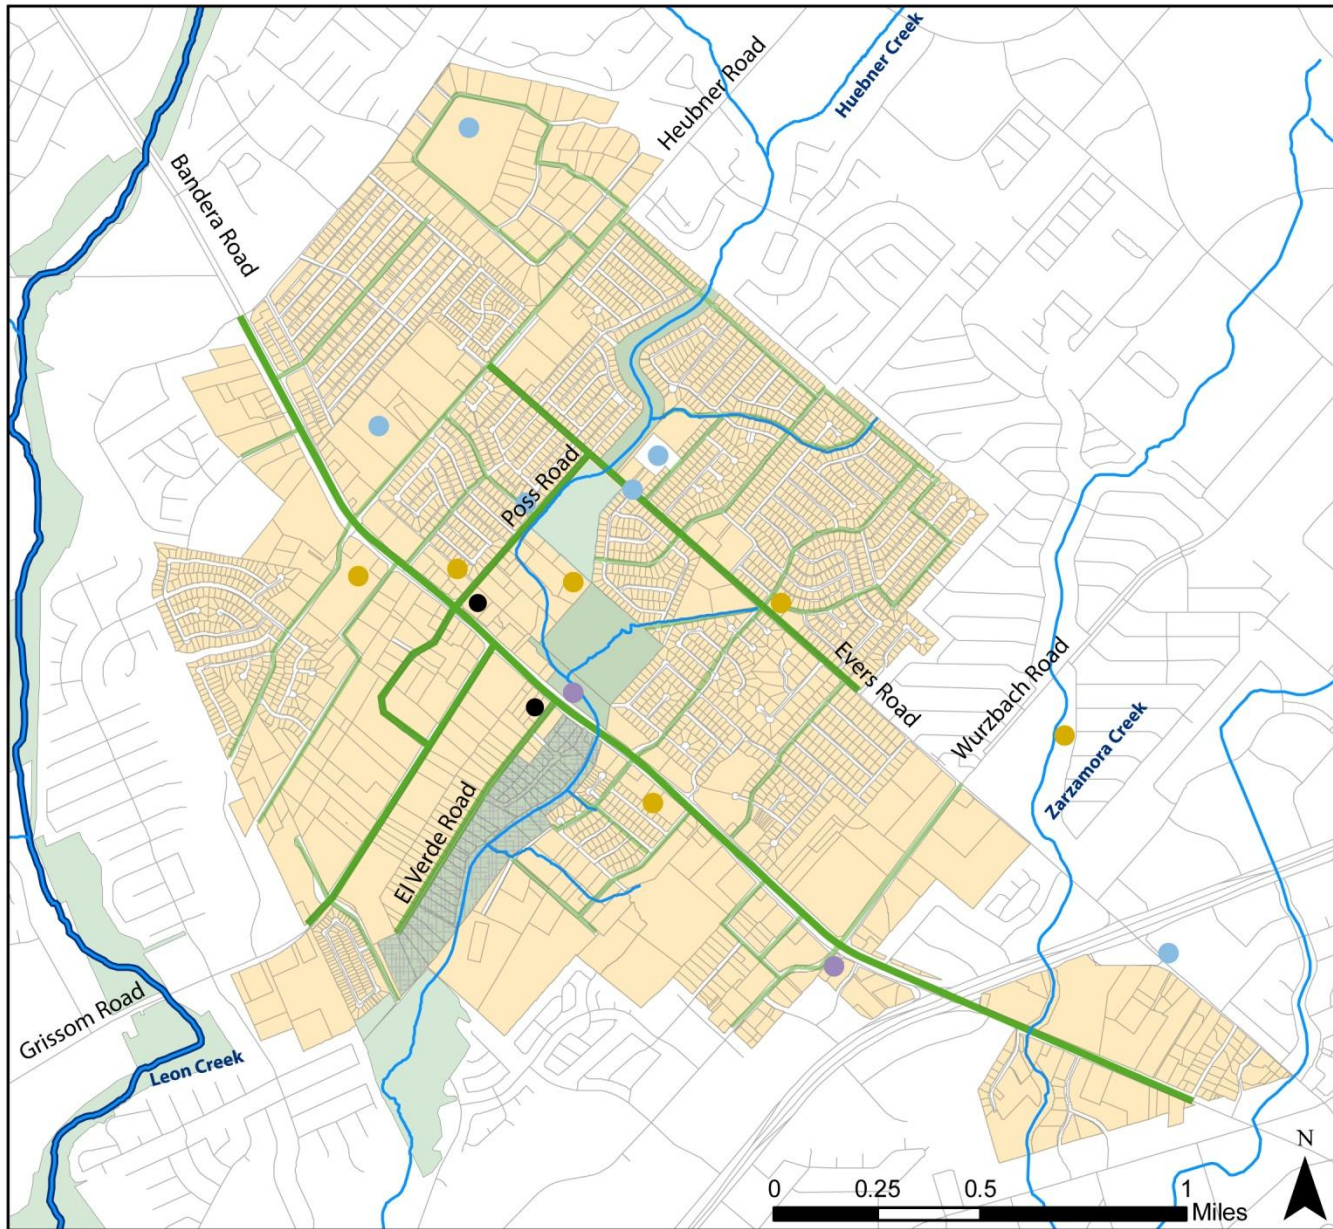 Huebner Creek
Heubner Road
Bandera Road
Poss Road
Evers Road
Wurzbach Road
Zarzamora Creek
El Verde Road
Grissom Road
Leon Creek
N
0 0.25 0.5 1
Miles